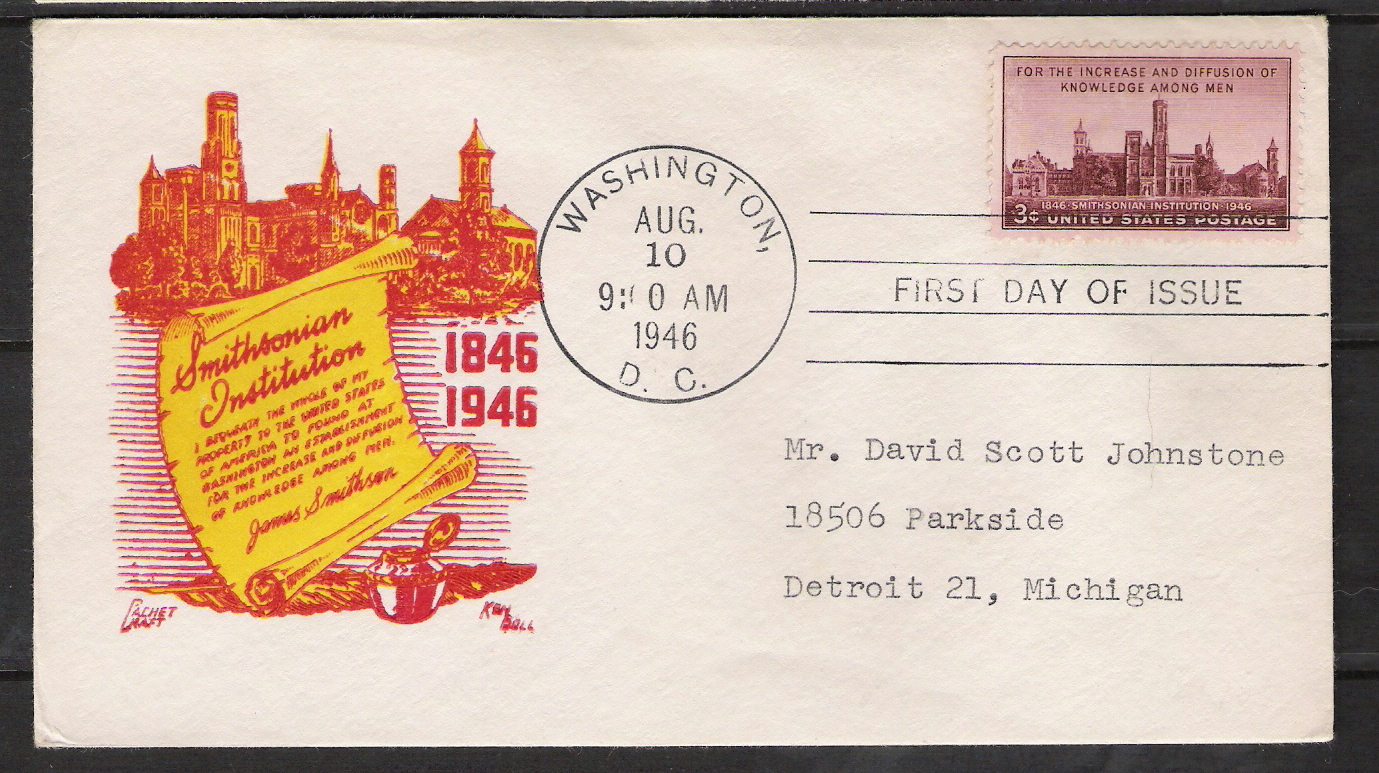 FOR THE INCREASE AND DIFFUSION OF
KNOWLEDGE AMONG MEN
1846-SMITHSONIAN INSTITUTION-1946
3¢ UNITED STATES POSTAGE
WASHINGTON,
AUG.
10
9:00 AM
1946
D. C.
FIRST DAY OF ISSUE
Smithsonian
Institution
I BEQUEATH THE WHOLE OF MY
PROPERTY TO THE UNITED STATES
OF AMERICA TO FOUND AT
WASHINGTON AN ESTABLISHMENT
FOR THE INCREASE AND DIFFUSION
OF KNOWLEDGE AMONG MEN.
James Smithson
1846
1946
CACHET
CRAFT
KEN
BOLL
Mr. David Scott Johnstone
18506 Parkside
Detroit 21, Michigan